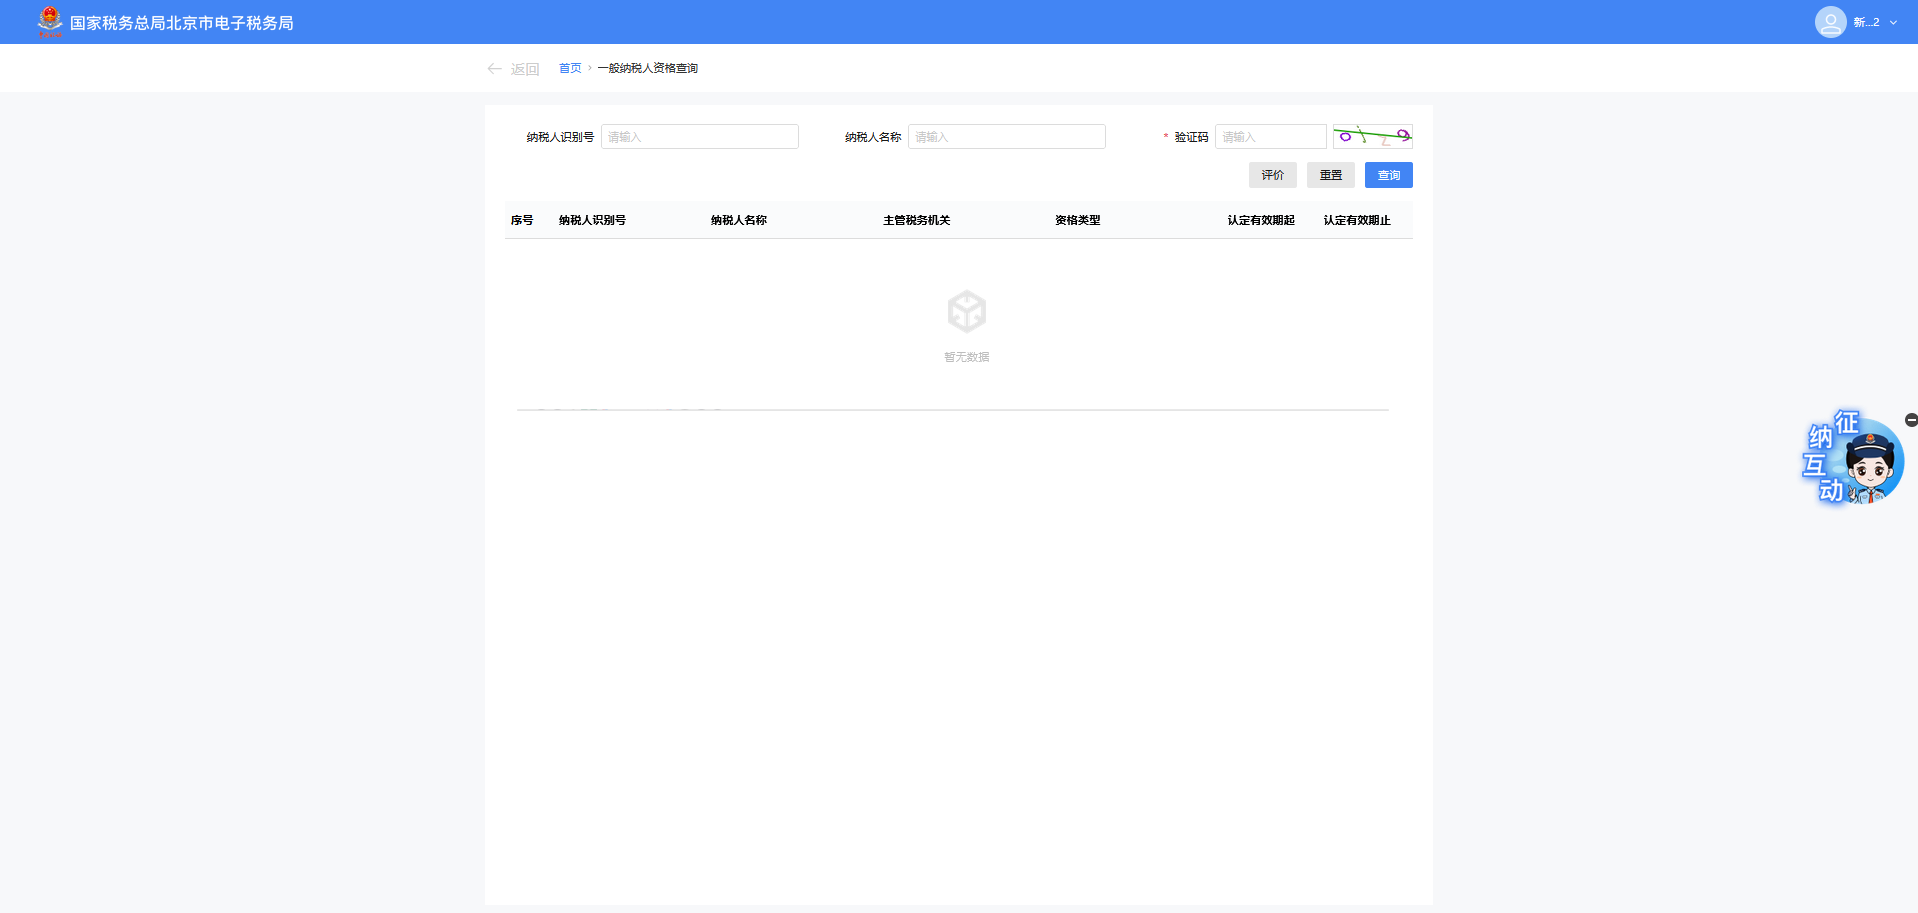 国家税务总局北京市电子税务局
新...2
返回 首页 › 一般纳税人资格查询
纳税人识别号 请输入 纳税人名称 请输入 * 验证码 请输入
评价 重置 查询
序号 纳税人识别号 纳税人名称 主管税务机关 资格类型 认定有效期起 认定有效期止
暂无数据
征
纳
互
动